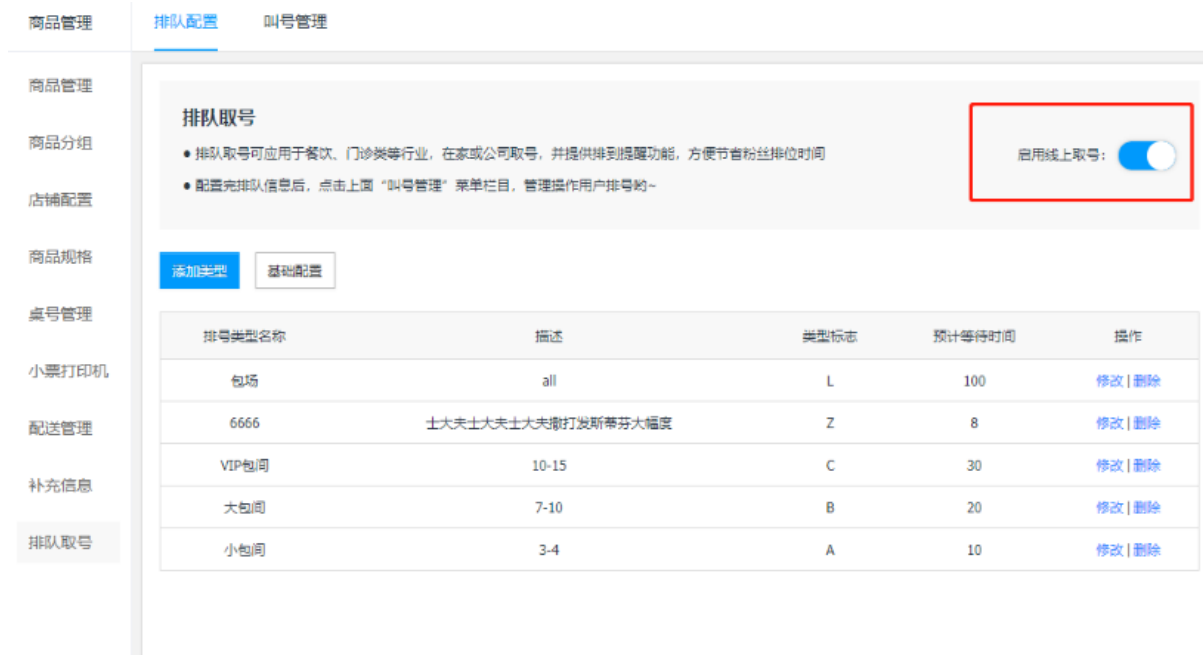 商品管理 排队配置 叫号管理
商品管理
商品分组
店铺配置
商品规格
桌号管理
小票打印机
配送管理
补充信息
排队取号
排队取号
● 排队取号可应用于餐饮、门诊类等行业，在家或公司取号，并提供排到提醒功能，方便节省粉丝排位时间
● 配置完排队信息后，点击上面“叫号管理”菜单栏目，管理操作用户排号哟~
启用线上取号：
添加类型 基础配置
排号类型名称 描述 类型标志 预计等待时间 操作
包场 all L 100 修改 | 删除
6666 士大夫士大夫士大夫撒打发斯蒂芬大幅度 Z 8 修改 | 删除
VIP包间 10-15 C 30 修改 | 删除
大包间 7-10 B 20 修改 | 删除
小包间 3-4 A 10 修改 | 删除